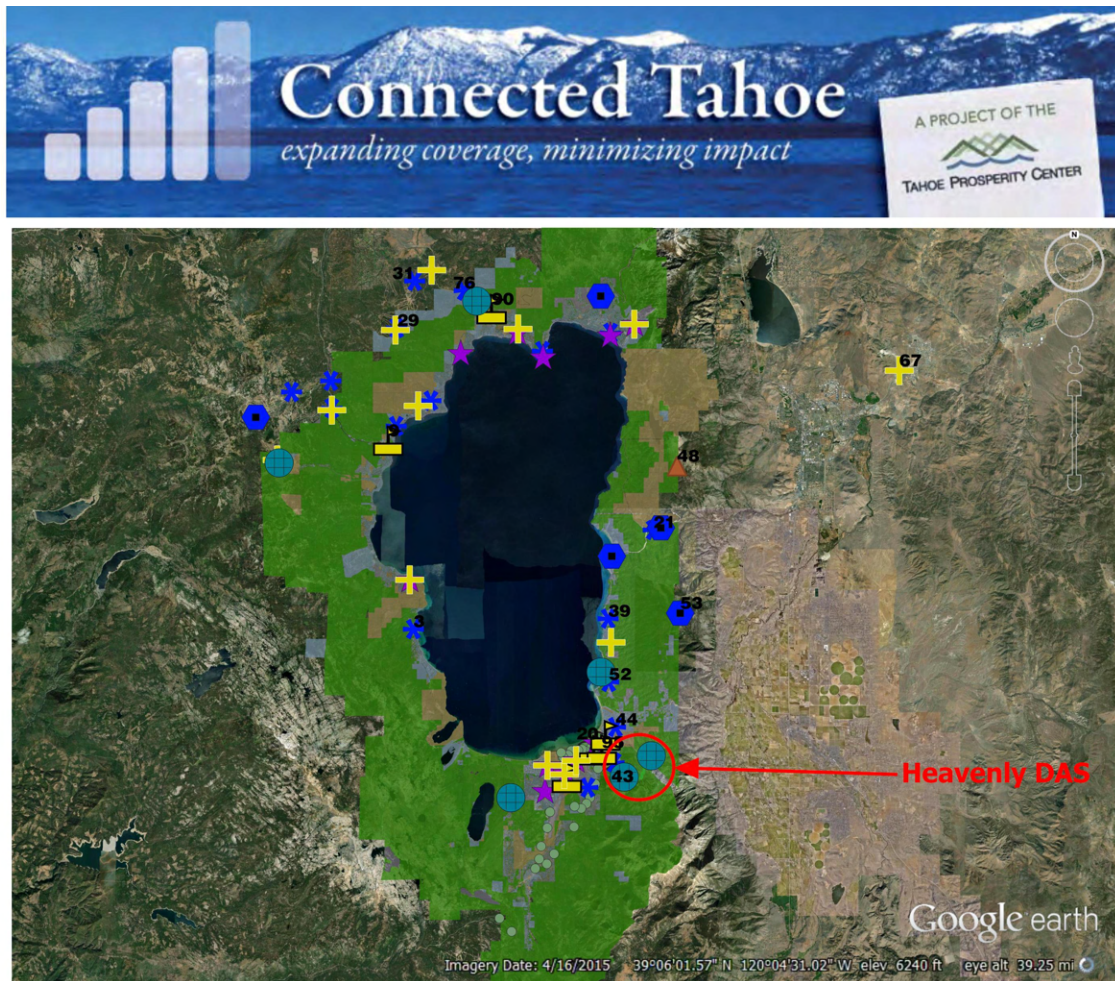 Connected Tahoe
expanding coverage, minimizing impact
A PROJECT OF THE
TAHOE PROSPERITY CENTER
N
31
76
90
29
67
9
48
21
53
39
3
52
44
20
43
Heavenly DAS
Google earth
Imagery Date: 4/16/2015 39°06'01.57" N 120°04'31.02" W elev 6240 ft eye alt 39.25 mi